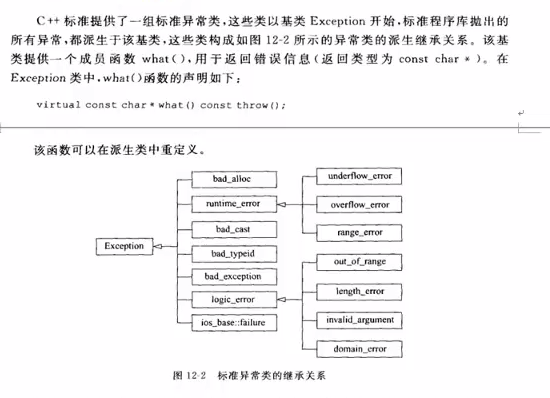 C++ 标准提供了一组标准异常类，这些类以基类 Exception 开始，标准程序库抛出的
所有异常，都派生于该基类，这些类构成如图 12-2 所示的异常类的派生继承关系。该基
类提供一个成员函数 what()，用于返回错误信息（返回类型为 const char *）。在
Exception 类中，what()函数的声明如下：
virtual const char * what() const throw();
该函数可以在派生类中重定义。
bad_alloc
runtime_error
bad_cast
Exception
bad_typeid
bad_exception
logic_error
ios_base::failure
underflow_error
overflow_error
range_error
out_of_range
length_error
invalid_argument
domain_error
图 12-2 标准异常类的继承关系